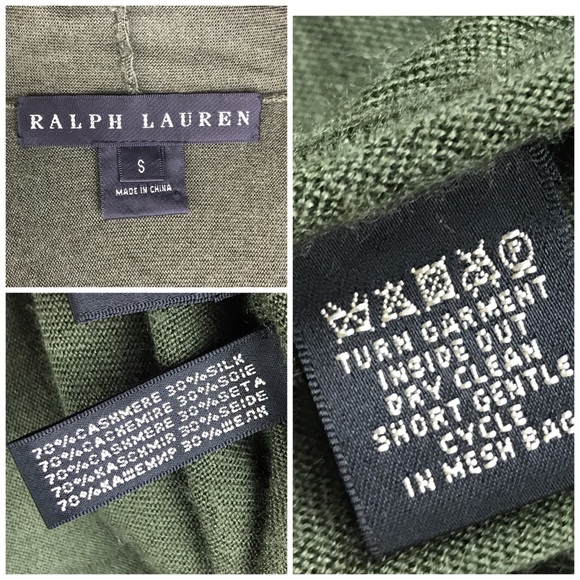 RALPH LAUREN
S
MADE IN CHINA
70%CASHMERE 30%SILK
70%CACHEMIRE 30%SOIE
70%CASHMERE 30%SETA
70%KASCHMIR 30%SEIDE
70%КАШЕМИР 30%ШЕЛК
P
TURN GARMENT
INSIDE OUT
DRY CLEAN
SHORT GENTLE
CYCLE
IN MESH BAG